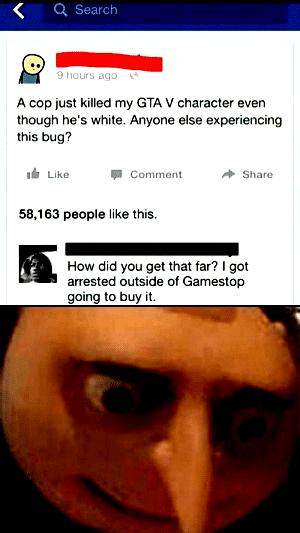 Search
9 hours ago
A cop just killed my GTA V character even
though he's white. Anyone else experiencing
this bug?
Like Comment Share
58,163 people like this.
How did you get that far? I got
arrested outside of Gamestop
going to buy it.